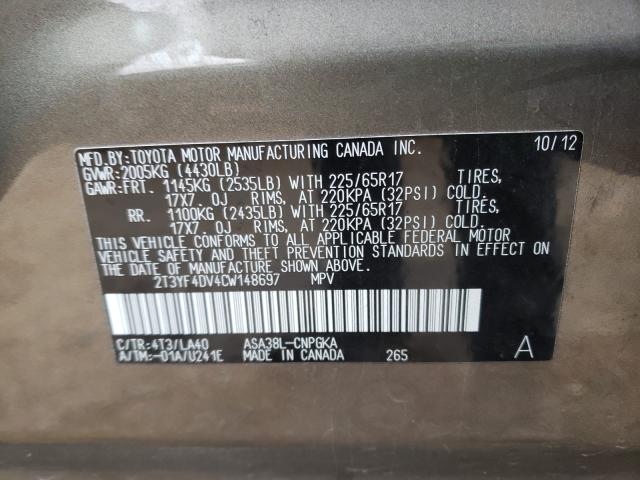 MFD.BY:TOYOTA MOTOR MANUFACTURING CANADA INC. 10/12
GVWR:2005KG (4430LB)
GAWR:FRT. 1145KG (2535LB) WITH 225/65R17 TIRES,
17X7. OJ RIMS, AT 220KPA (32PSI) COLD.
RR. 1100KG (2435LB) WITH 225/65R17 TIRES,
17X7. OJ RIMS, AT 220KPA (32PSI) COLD.
THIS VEHICLE CONFORMS TO ALL APPLICABLE FEDERAL MOTOR
VEHICLE SAFETY AND THEFT PREVENTION STANDARDS IN EFFECT ON
THE DATE OF MANUFACTURE SHOWN ABOVE.
2T3YF4DV4CW148697 MPV
C/TR:4T3/LA40 ASA38L-CNPGKA
A/TM:-01A/U241E MADE IN CANADA 265 A